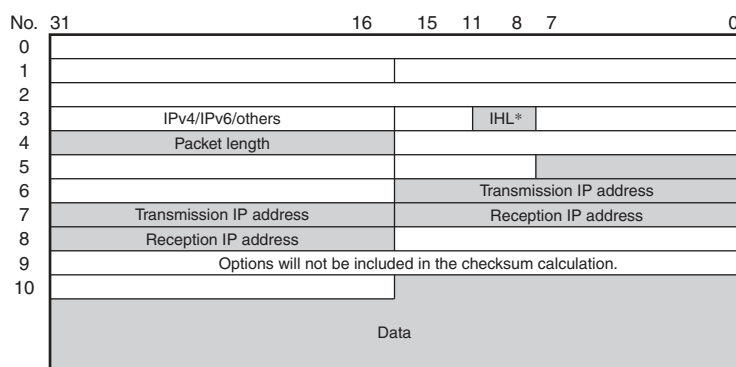 No. 31 16 15 11 8 7 0
0
1
2
3 IPv4/IPv6/others IHL*
4 Packet length
5
6 Transmission IP address
7 Transmission IP address Reception IP address
8 Reception IP address
9 Options will not be included in the checksum calculation.
10
Data